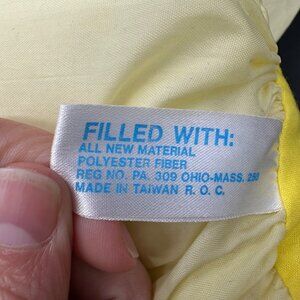 FILLED WITH:
ALL NEW MATERIAL
POLYESTER FIBER
REG NO. PA. 309 OHIO-MASS. 250
MADE IN TAIWAN R. O. C.